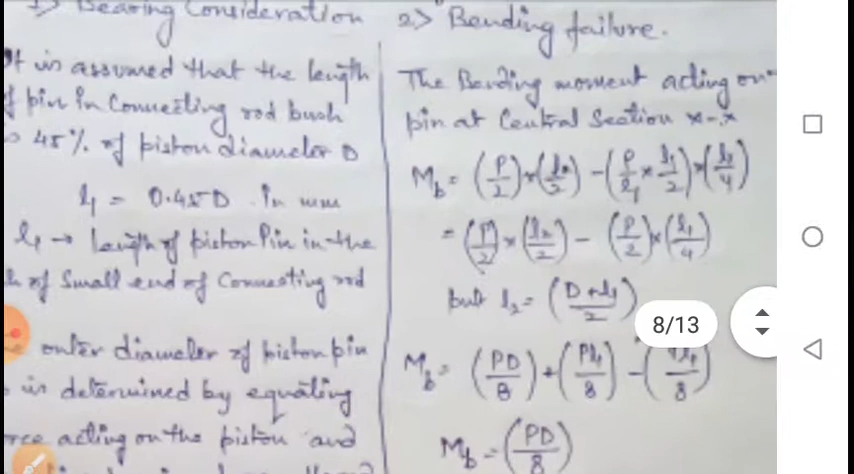 1> Bearing Consideration
It is assumed that the length
of pin in Connecting rod bush
45% of piston diameter D
l₁ = 0.45D in mm
l₁ → length of piston Pin in the
of Small end of Connecting rod
outer diameter of piston pin
is determined by equating
acting on the piston and
2> Bending failure.
The Bending moment acting on
pin at Central Section x-x
M_b = (P/2) × (l₂/2) - (P/l₁ × l₁/2) × (l₁/4)
= (P/2) × (l₂/2) - (P/2) × (l₁/4)
but l₂ = (D+l₁/2)
M_b = (PD/8) + (Pl₁/8) - (Pl₁/8)
M_b = (PD/8)
8/13